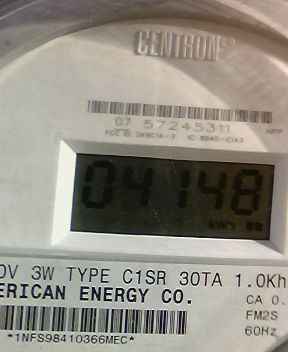 CENTRON®
07 57245311
04148
kWh
0V 3W TYPE C1SR 30TA 1.0Kh
ERICAN ENERGY CO.
CA 0.
FM2S
60Hz
*1NFS98410366MEC*